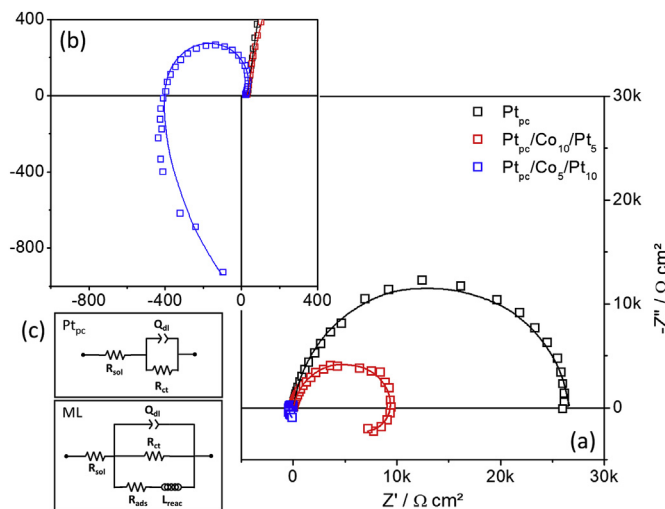 (b)
400
0
-400
-800
-800
-400
0
400
30k
20k
10k
0
-Z'' / Ω cm²
Pt_pc
Pt_pc/Co_10/Pt_5
Pt_pc/Co_5/Pt_10
(a)
0
10k
20k
30k
Z' / Ω cm²
(c)
Pt_pc
Q_dl
R_sol
R_ct
ML
Q_dl
R_ct
R_sol
R_ads
L_reac